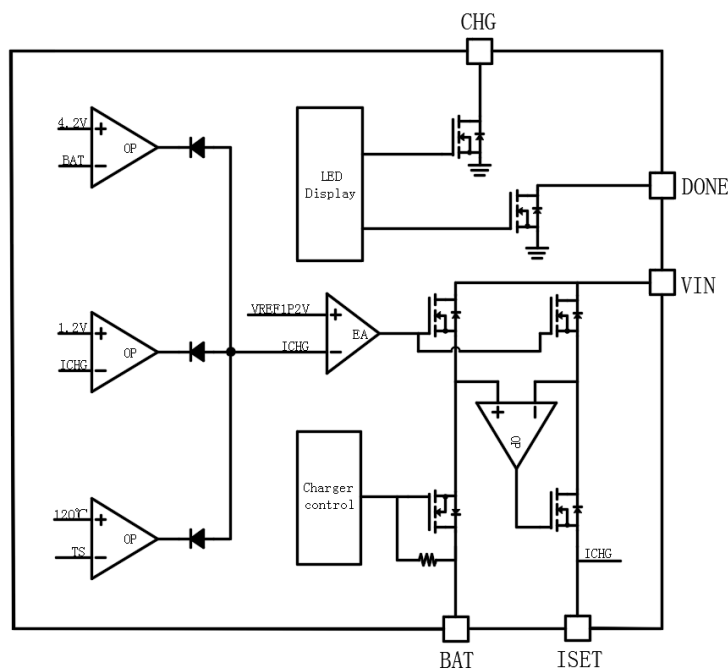 CHG
4.2V
+
OP
BAT
−
LED
Display
DONE
VIN
VREF1P2V
+
EA
ICHG
−
1.2V
+
OP
ICHG
−
+
−
OP
Charger
control
120℃
+
OP
TS
−
ICHG
BAT
ISET